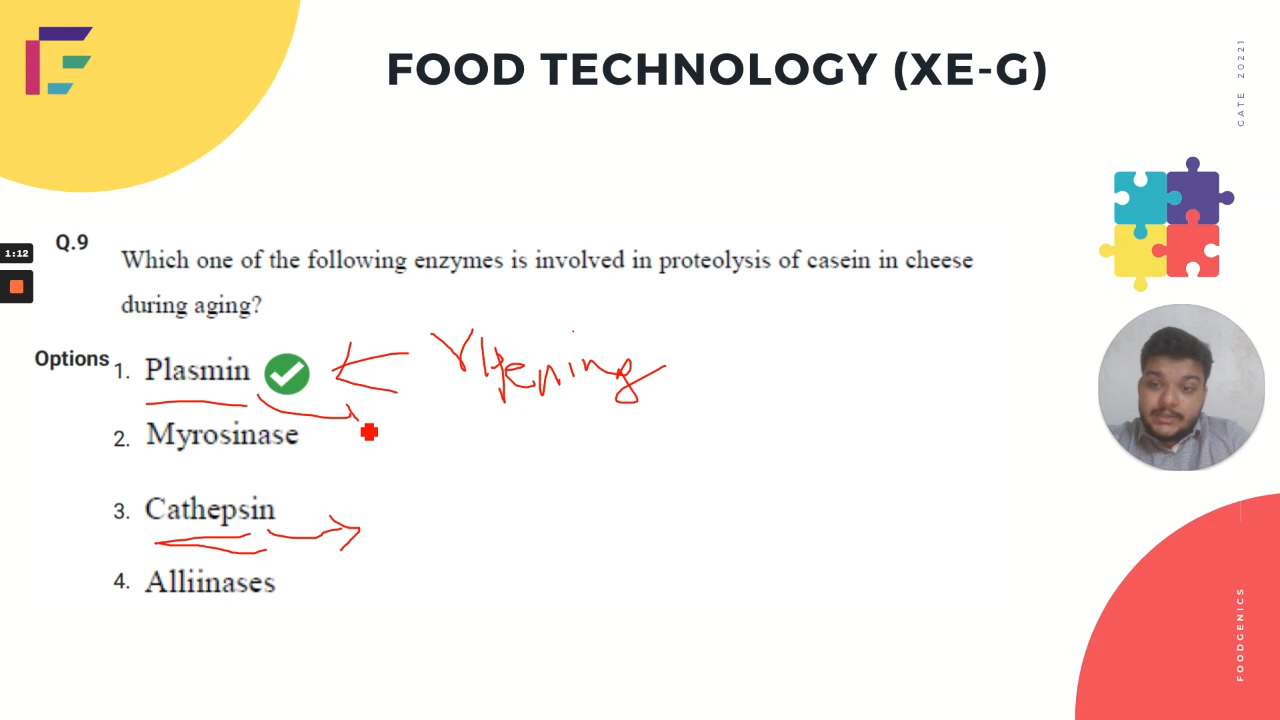 FOOD TECHNOLOGY (XE-G)
GATE 20221
Q.9
Which one of the following enzymes is involved in proteolysis of casein in cheese
during aging?
1:12
Options
1. Plasmin
ripening
2. Myrosinase
3. Cathepsin
4. Alliinases
FOODGENICS